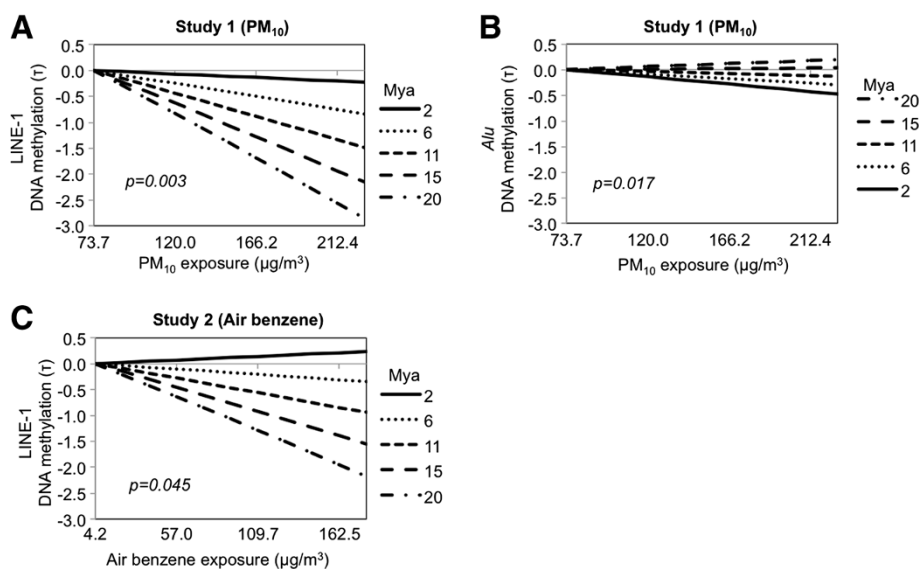 A
Study 1 (PM10)
LINE-1
DNA methylation (τ)
0.5
0.0
-0.5
-1.0
-1.5
-2.0
-2.5
-3.0
p=0.003
73.7 120.0 166.2 212.4
PM10 exposure (µg/m³)
Mya
2
6
11
15
20
B
Study 1 (PM10)
Alu
DNA methylation (τ)
0.5
0.0
-0.5
-1.0
-1.5
-2.0
-2.5
-3.0
p=0.017
73.7 120.0 166.2 212.4
PM10 exposure (µg/m³)
Mya
20
15
11
6
2
C
Study 2 (Air benzene)
LINE-1
DNA methylation (τ)
0.5
0.0
-0.5
-1.0
-1.5
-2.0
-2.5
-3.0
p=0.045
4.2 57.0 109.7 162.5
Air benzene exposure (µg/m³)
Mya
2
6
11
15
20